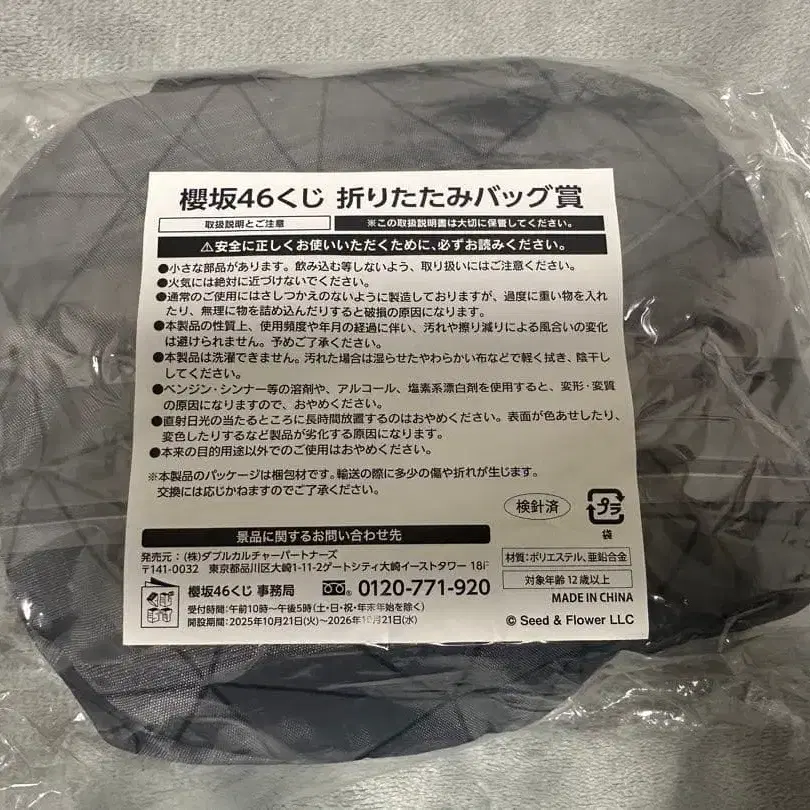 櫻坂46くじ 折りたたみバッグ賞
取扱説明とご注意
※この取扱説明書は大切に保管してください。
⚠安全に正しくお使いいただくために、必ずお読みください。
●小さな部品があります。飲み込む等しないよう、取り扱いにはご注意ください。
●火気には絶対に近づけないでください。
●通常のご使用にはさしつかえのないように製造しておりますが、過度に重い物を入れ
たり、無理に物を詰め込んだりすると破損の原因になります。
●本製品の性質上、使用頻度や年月の経過に伴い、汚れや擦り減りによる風合いの変化
は避けられません。予めご了承ください。
●本製品は洗濯できません。汚れた場合は湿らせたやわらかい布などで軽く拭き、陰干し
してください。
●ベンジン・シンナー等の溶剤や、アルコール、塩素系漂白剤を使用すると、変形・変質
の原因になりますので、おやめください。
●直射日光の当たるところに長時間放置するのはおやめください。表面が色あせしたり、
変色したりするなど製品が劣化する原因になります。
●本来の目的用途以外でのご使用はおやめください。
※本製品のパッケージは梱包材です。輸送の際に多少の傷や折れが生じます。
交換には応じかねますのでご了承ください。
検針済
プラ
袋
景品に関するお問い合わせ先
発売元:(株)ダブルカルチャーパートナーズ
〒141-0032 東京都品川区大崎1-11-2ゲートシティ大崎イーストタワー 18F
櫻坂46くじ 事務局
0120-771-920
受付時間:午前10時～午後5時(土・日・祝・年末年始を除く)
開設期間:2025年10月21日(火)～2026年10月21日(水)
材質:ポリエステル、亜鉛合金
対象年齢12歳以上
MADE IN CHINA
© Seed & Flower LLC